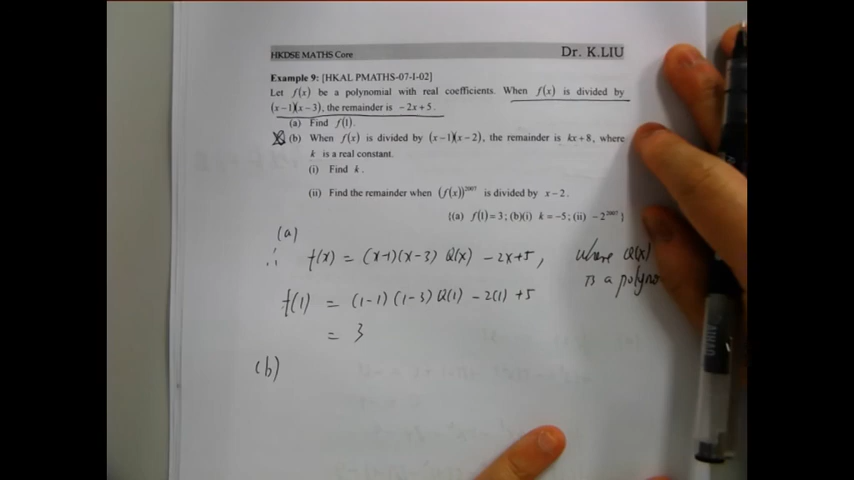 HKDSE MATHS Core Dr. K.LIU
Example 9: [HKAL PMATHS-07-I-02]
Let f(x) be a polynomial with real coefficients. When f(x) is divided by
(x−1)(x−3), the remainder is −2x+5.
(a) Find f(1).
(b) When f(x) is divided by (x−1)(x−2), the remainder is kx+8, where
k is a real constant.
(i) Find k.
(ii) Find the remainder when (f(x))²⁰⁰⁷ is divided by x−2.
{(a) f(1)=3; (b)(i) k=−5; (ii) −2²⁰⁰⁷}
(a)
∴ f(x) = (x-1)(x-3) Q(x) - 2x+5, where Q(x)
is a polyno
f(1) = (1-1)(1-3) Q(1) - 2(1) +5
= 3
(b)